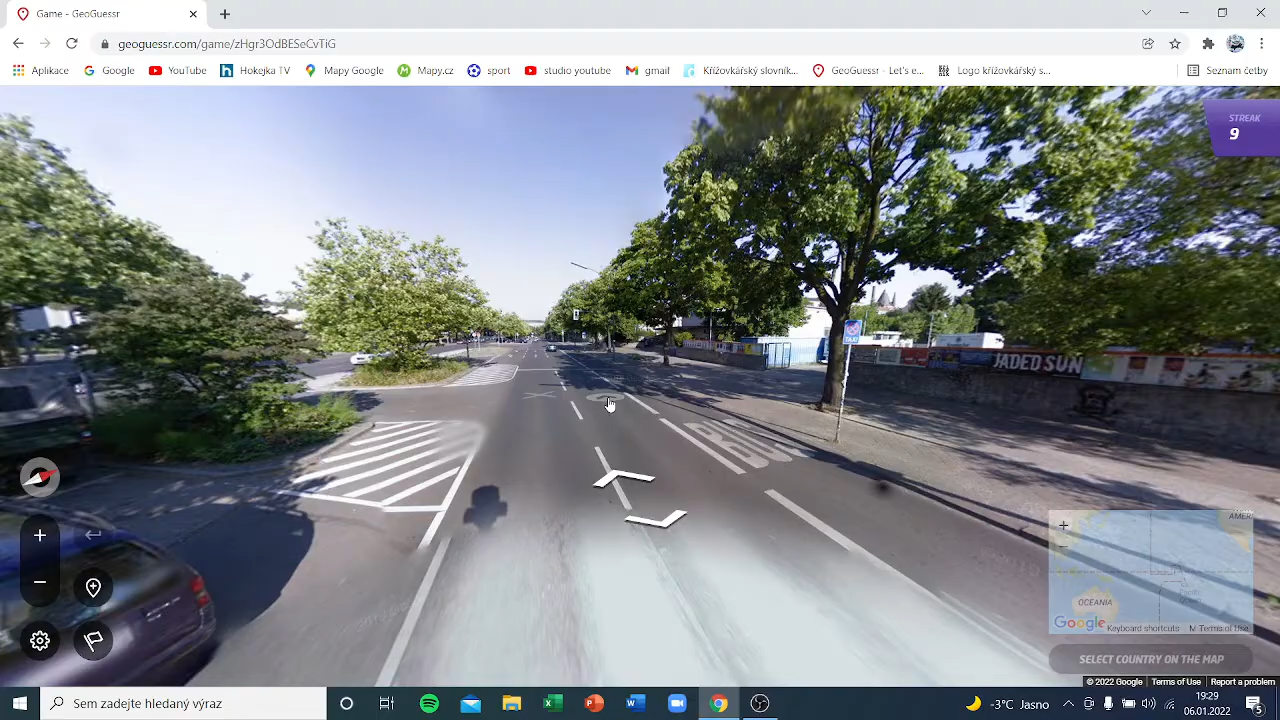 Game - GeoGuessr
geoguessr.com/game/zHgr3OdBESeCvTiG
Aplikace
Google
YouTube
Hokejka TV
Mapy Google
Mapy.cz
sport
studio youtube
gmail
Křížovkářský slovník...
GeoGuessr - Let's e...
Logo křížovkářský s...
Seznam četby
STREAK
9
TAXI
JADED SUN
BUS
AMERI
OCEANIA
Google
Keyboard shortcuts
Terms of Use
SELECT COUNTRY ON THE MAP
© 2022 Google
Terms of Use
Report a problem
Sem zadejte hledaný výraz
-3°C Jasno
19:29
06.01.2022
5